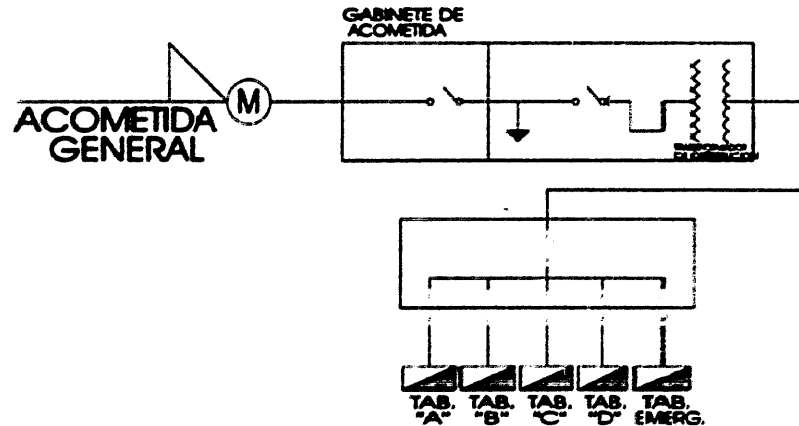 GABINETE DE
ACOMETIDA
M
ACOMETIDA
GENERAL
TAB.
"A"
TAB.
"B"
TAB.
"C"
TAB.
"D"
TAB.
EMERG.